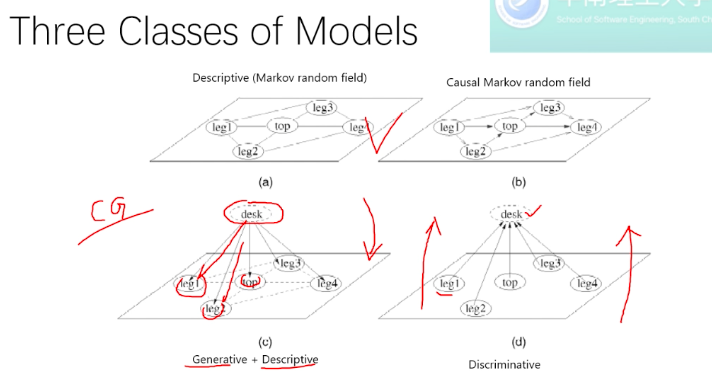 Three Classes of Models
School of Software Engineering, South Ch
Descriptive (Markov random field)
Causal Markov random field
leg3
leg1 top leg
leg2
leg3
leg1 top leg4
leg2
(a)
(b)
CG
desk
leg3
leg1 top leg4
leg2
desk
leg3
leg1 top leg4
leg2
(c)
(d)
Generative + Descriptive
Discriminative